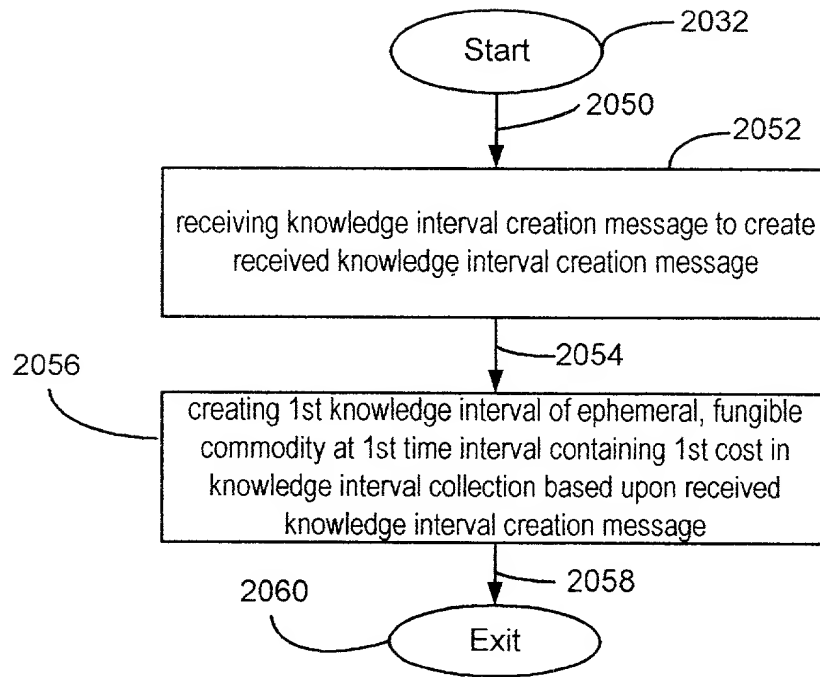 Start
2032
2050
2052
receiving knowledge interval creation message to create
received knowledge interval creation message
2054
2056
creating 1st knowledge interval of ephemeral, fungible
commodity at 1st time interval containing 1st cost in
knowledge interval collection based upon received
knowledge interval creation message
2058
2060
Exit